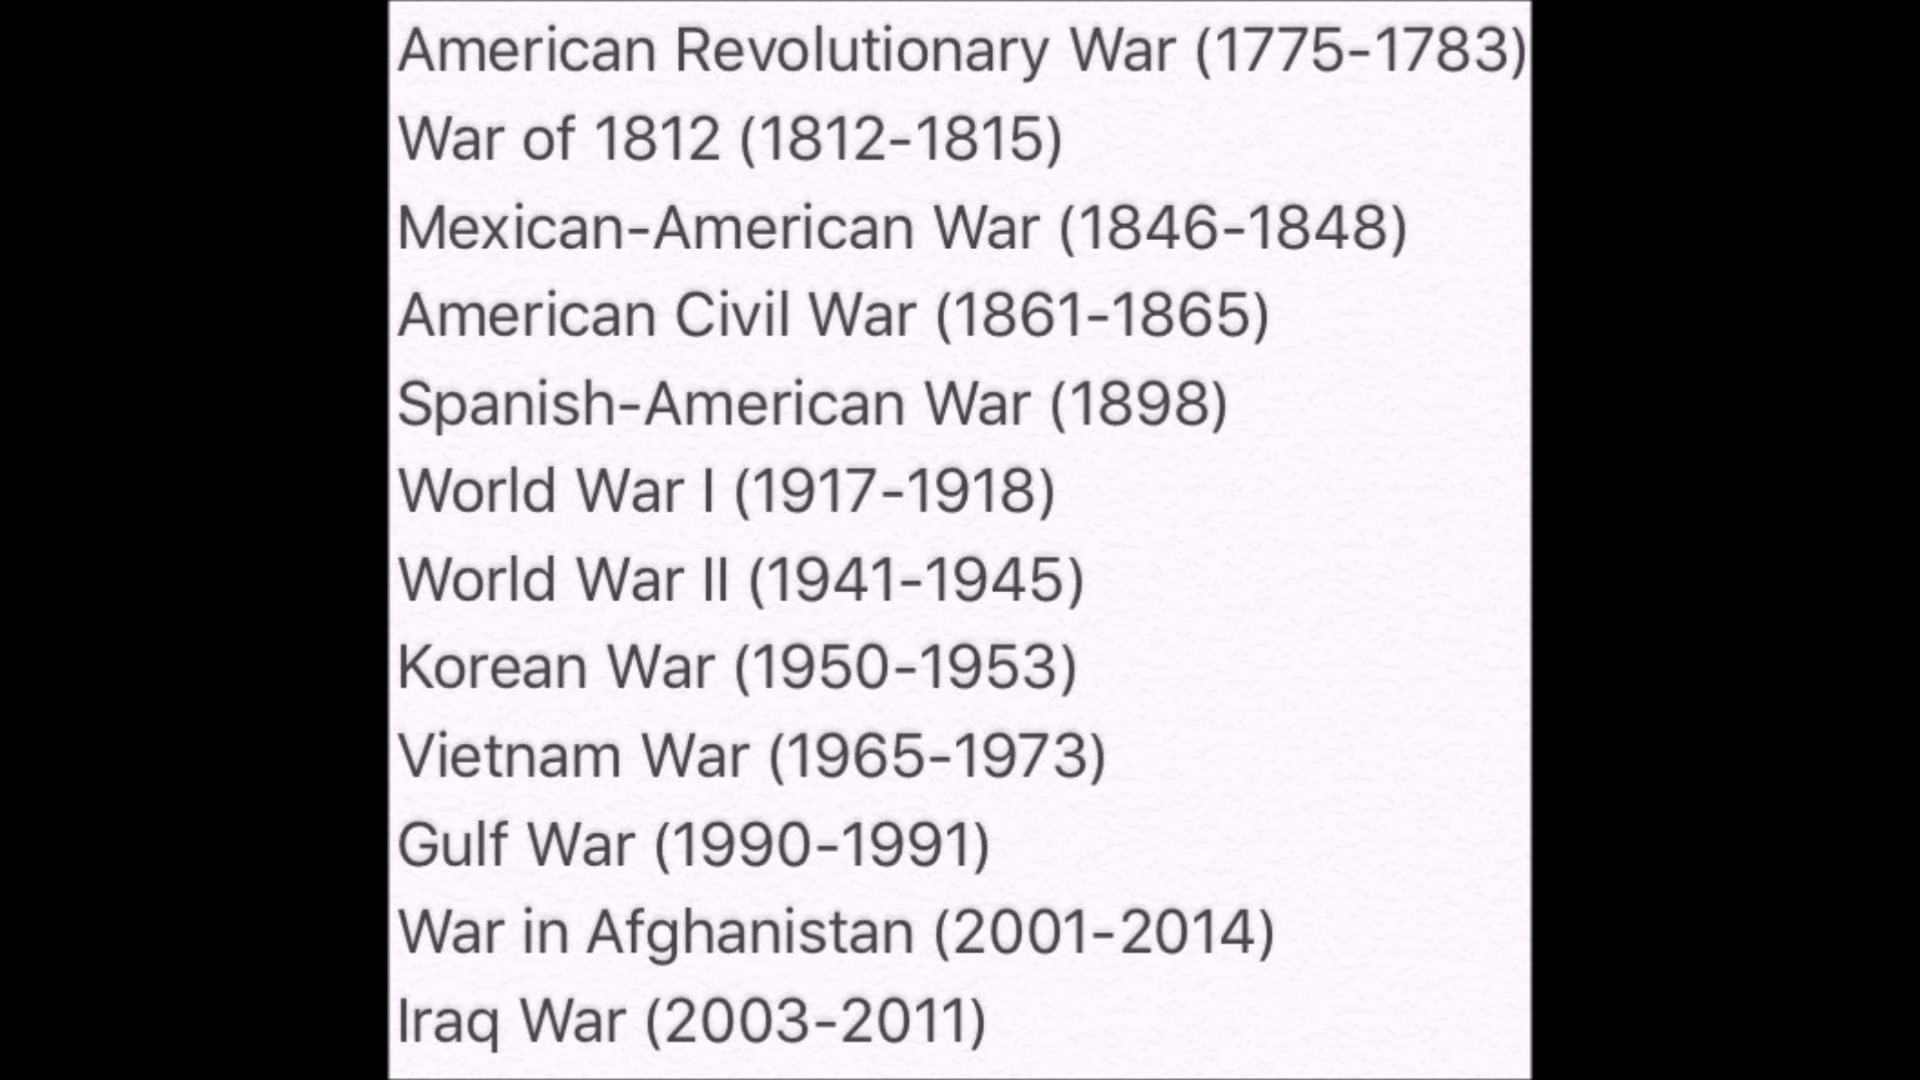 American Revolutionary War (1775-1783)
War of 1812 (1812-1815)
Mexican-American War (1846-1848)
American Civil War (1861-1865)
Spanish-American War (1898)
World War I (1917-1918)
World War II (1941-1945)
Korean War (1950-1953)
Vietnam War (1965-1973)
Gulf War (1990-1991)
War in Afghanistan (2001-2014)
Iraq War (2003-2011)